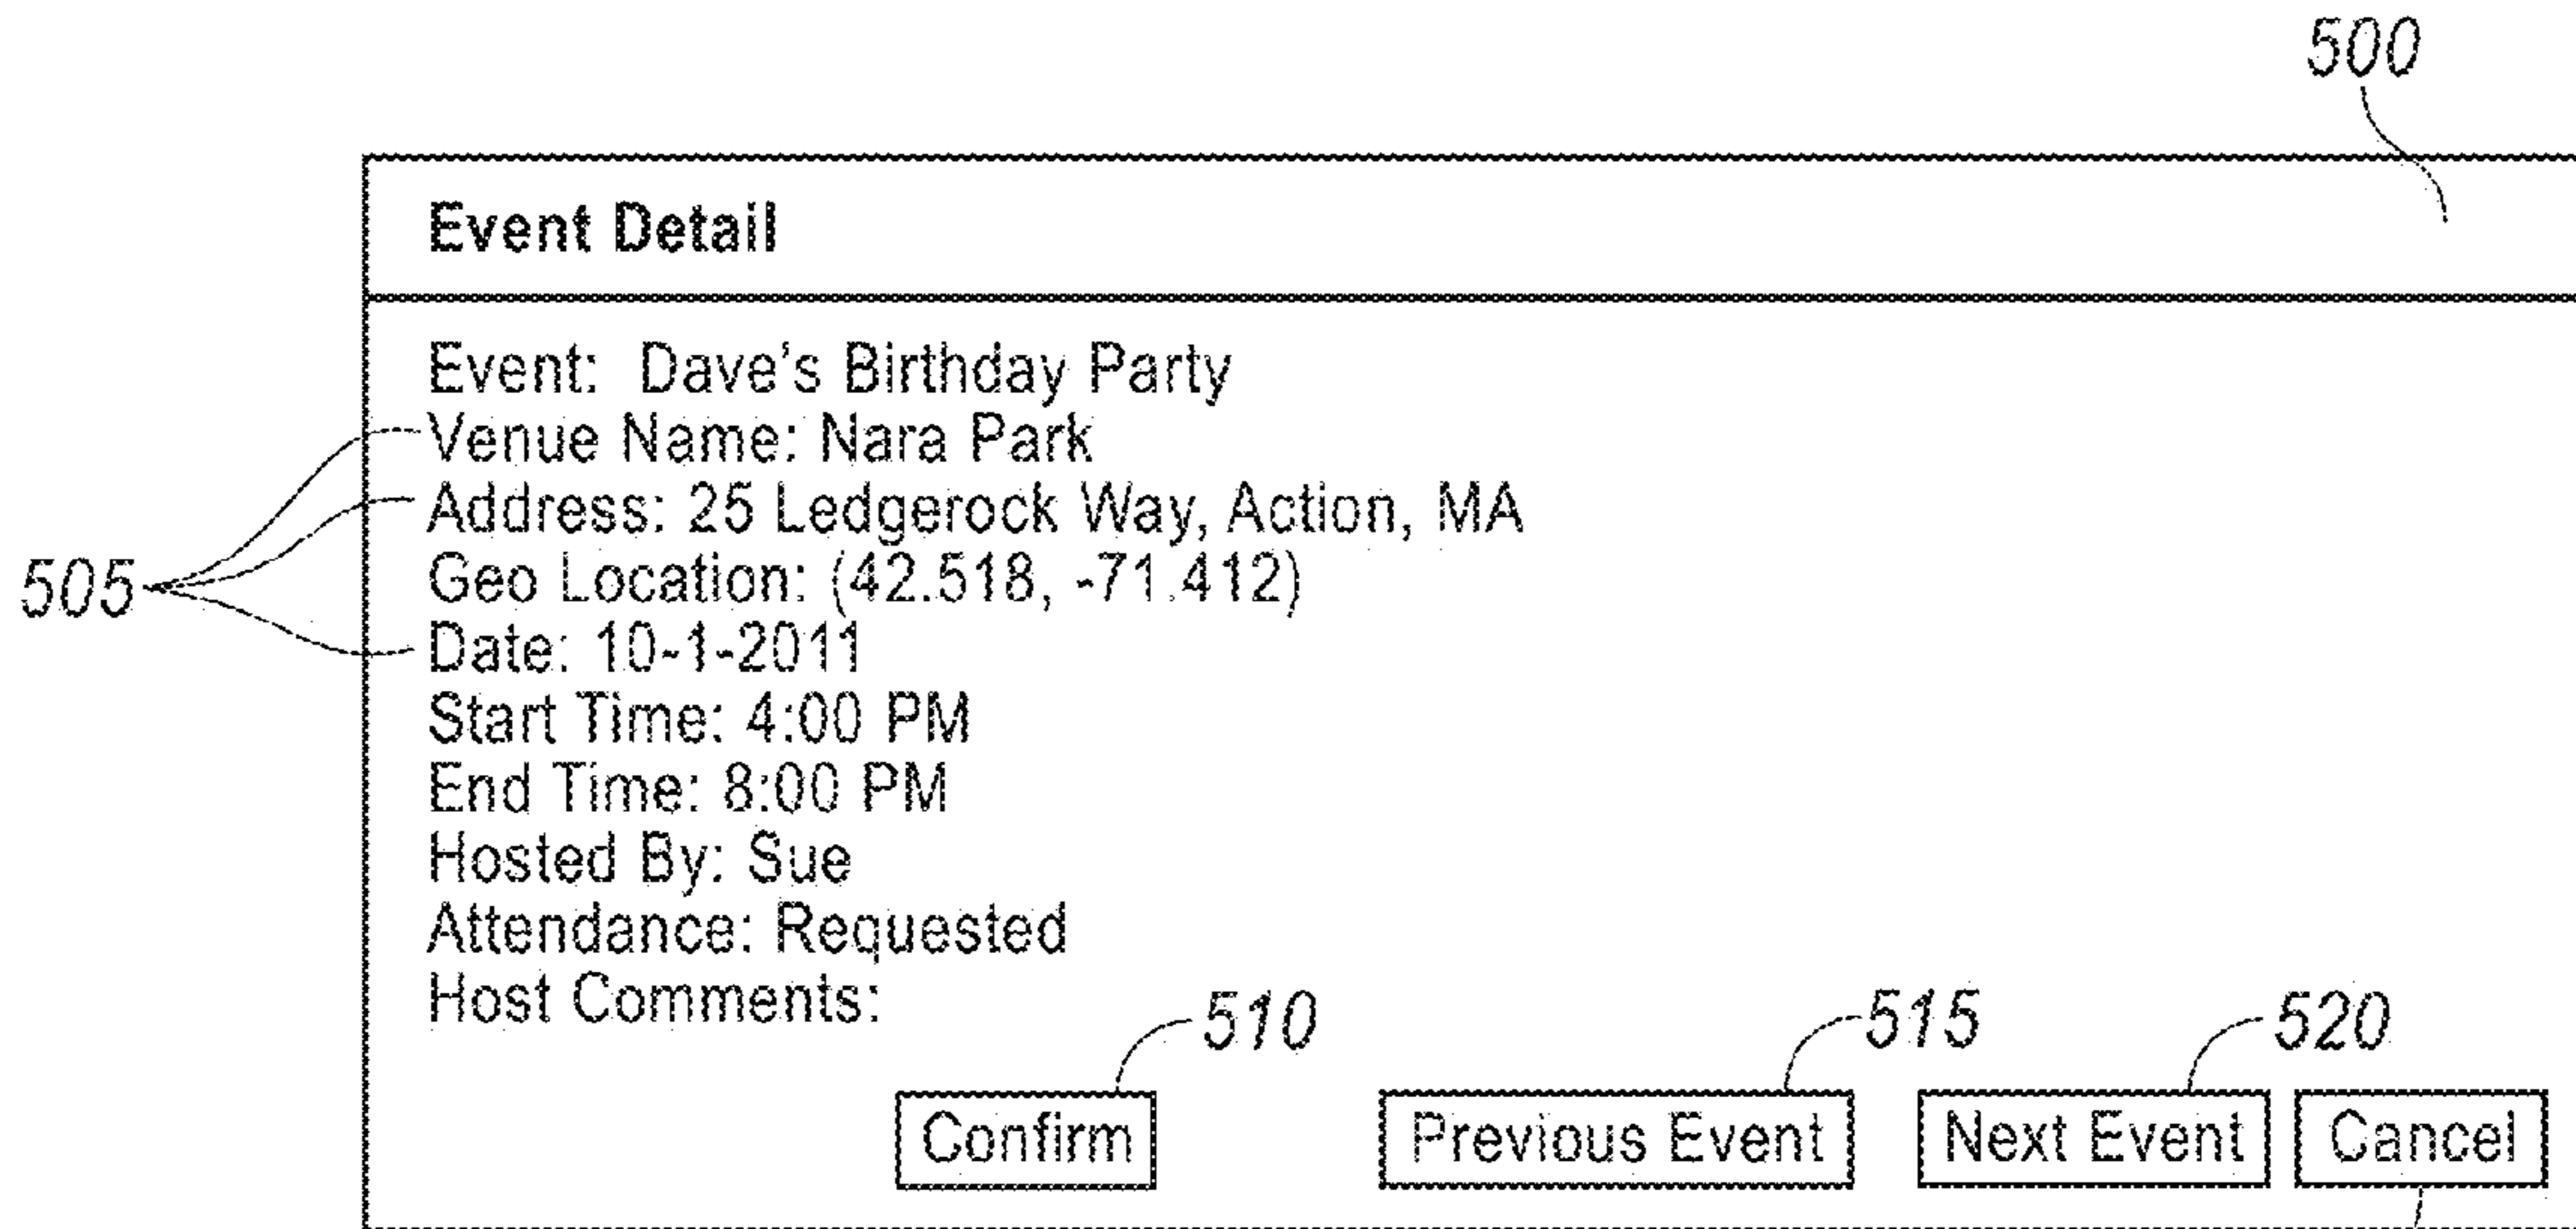 500
Event Detail
Event: Dave's Birthday Party
Venue Name: Nara Park
Address: 25 Ledgerock Way, Action, MA
Geo Location: (42.518, -71.412)
505
Date: 10-1-2011
Start Time: 4:00 PM
End Time: 8:00 PM
Hosted By: Sue
Attendance: Requested
Host Comments:
510 515 520
Confirm Previous Event Next Event Cancel